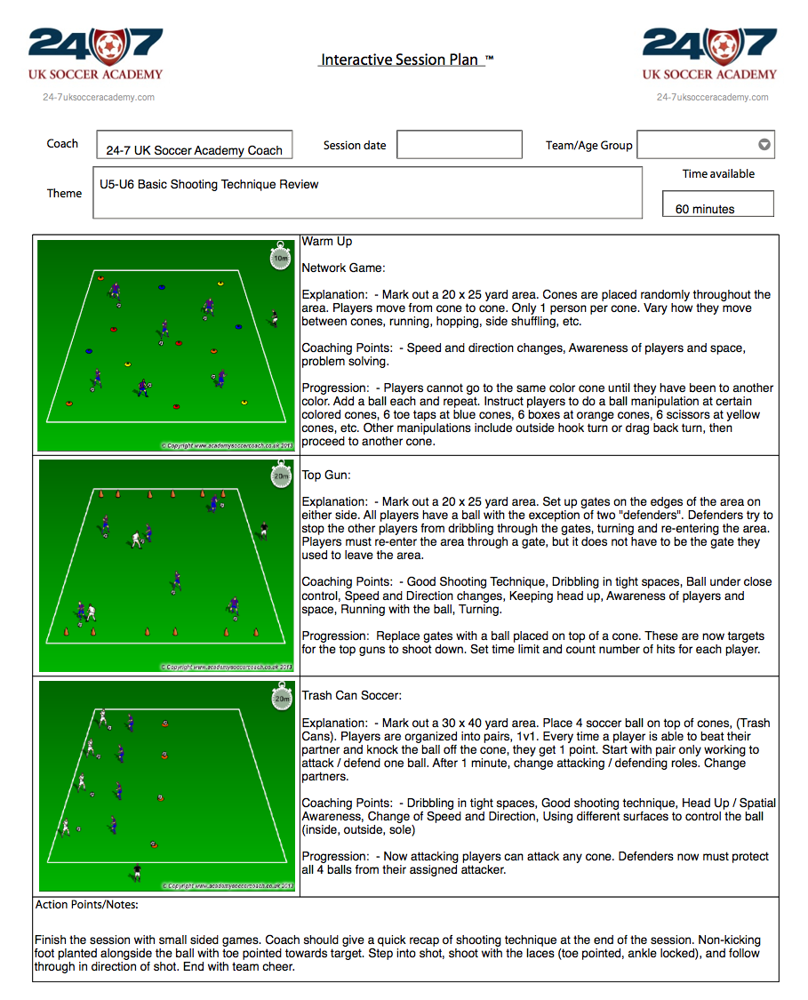 24 7
UK SOCCER ACADEMY
24-7uksocceracademy.com
Interactive Session Plan ™
24 7
UK SOCCER ACADEMY
24-7uksocceracademy.com
Coach
24-7 UK Soccer Academy Coach
Session date
Team/Age Group
Theme
U5-U6 Basic Shooting Technique Review
Time available
60 minutes
10m
© Copyright www.academysoccercoach.co.uk 2013
Warm Up
Network Game:
Explanation:  - Mark out a 20 x 25 yard area. Cones are placed randomly throughout the
area. Players move from cone to cone. Only 1 person per cone. Vary how they move
between cones, running, hopping, side shuffling, etc.
Coaching Points:  - Speed and direction changes, Awareness of players and space,
problem solving.
Progression:  - Players cannot go to the same color cone until they have been to another
color. Add a ball each and repeat. Instruct players to do a ball manipulation at certain
colored cones, 6 toe taps at blue cones, 6 boxes at orange cones, 6 scissors at yellow
cones, etc. Other manipulations include outside hook turn or drag back turn, then
proceed to another cone.
20m
© Copyright www.academysoccercoach.co.uk 2013
Top Gun:
Explanation:  - Mark out a 20 x 25 yard area. Set up gates on the edges of the area on
either side. All players have a ball with the exception of two "defenders". Defenders try to
stop the other players from dribbling through the gates, turning and re-entering the area.
Players must re-enter the area through a gate, but it does not have to be the gate they
used to leave the area.
Coaching Points:  - Good Shooting Technique, Dribbling in tight spaces, Ball under close
control, Speed and Direction changes, Keeping head up, Awareness of players and
space, Running with the ball, Turning.
Progression:  Replace gates with a ball placed on top of a cone. These are now targets
for the top guns to shoot down. Set time limit and count number of hits for each player.
20m
© Copyright www.academysoccercoach.co.uk 2013
Trash Can Soccer:
Explanation:  - Mark out a 30 x 40 yard area. Place 4 soccer ball on top of cones, (Trash
Cans). Players are organized into pairs, 1v1. Every time a player is able to beat their
partner and knock the ball off the cone, they get 1 point. Start with pair only working to
attack / defend one ball. After 1 minute, change attacking / defending roles. Change
partners.
Coaching Points:  - Dribbling in tight spaces, Good shooting technique, Head Up / Spatial
Awareness, Change of Speed and Direction, Using different surfaces to control the ball
(inside, outside, sole)
Progression:  - Now attacking players can attack any cone. Defenders now must protect
all 4 balls from their assigned attacker.
Action Points/Notes:
Finish the session with small sided games. Coach should give a quick recap of shooting technique at the end of the session. Non-kicking
foot planted alongside the ball with toe pointed towards target. Step into shot, shoot with the laces (toe pointed, ankle locked), and follow
through in direction of shot. End with team cheer.